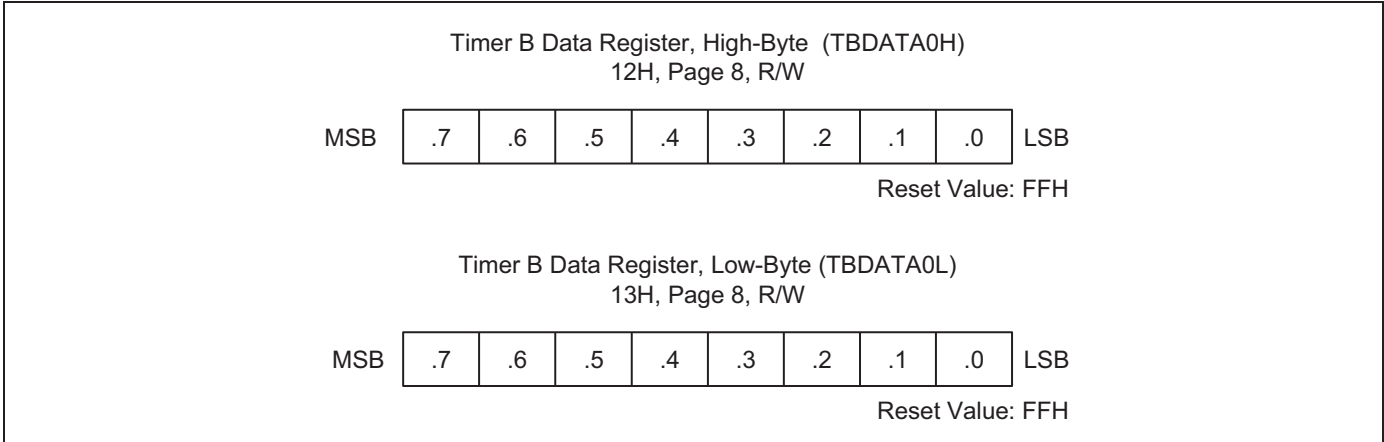 Timer B Data Register, High-Byte (TBDATA0H)
12H, Page 8, R/W
MSB .7 .6 .5 .4 .3 .2 .1 .0 LSB
Reset Value: FFH
Timer B Data Register, Low-Byte (TBDATA0L)
13H, Page 8, R/W
MSB .7 .6 .5 .4 .3 .2 .1 .0 LSB
Reset Value: FFH